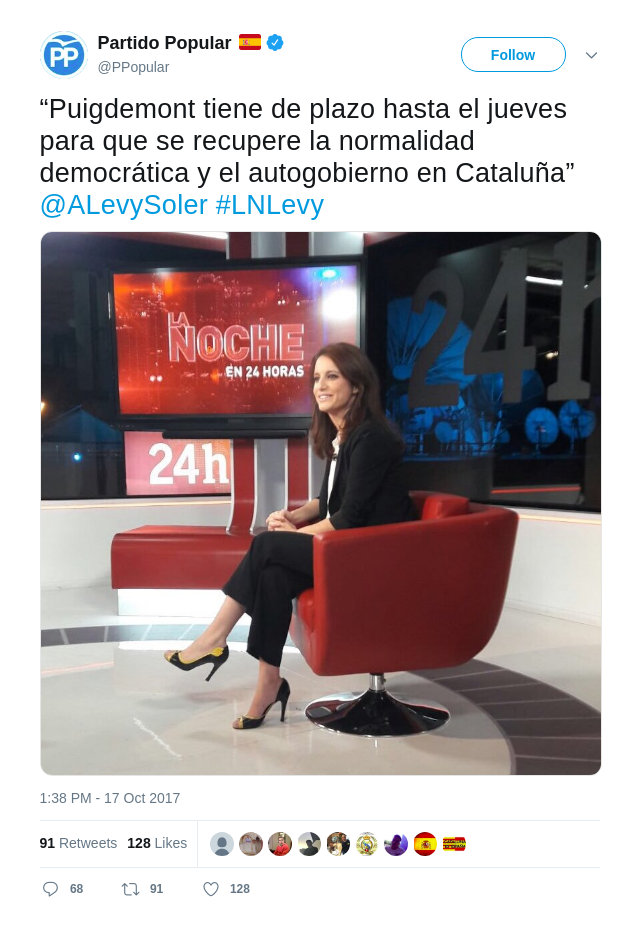 Partido Popular
@PPopular
Follow
“Puigdemont tiene de plazo hasta el jueves
para que se recupere la normalidad
democrática y el autogobierno en Cataluña”
@ALevySoler #LNLevy
24h
LA
NOCHE
EN 24 HORAS
24h
1:38 PM - 17 Oct 2017
91 Retweets 128 Likes
68 91 128